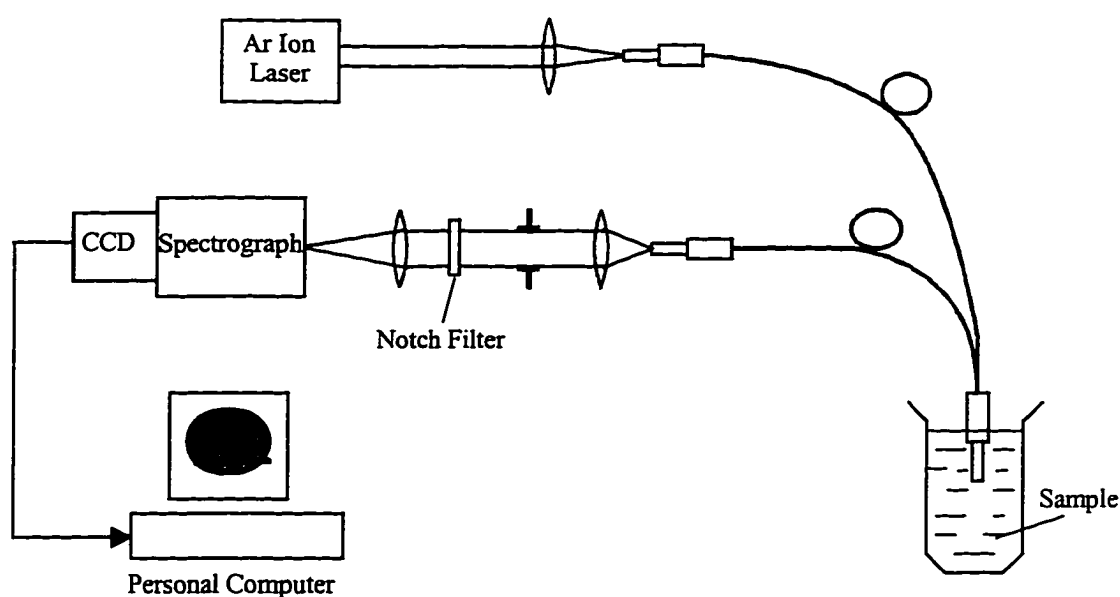 Ar Ion
Laser
CCD
Spectrograph
Notch Filter
Sample
Personal Computer